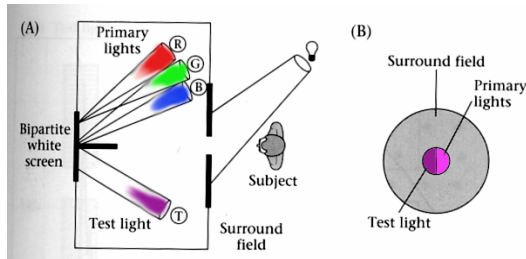 (A)
Primary
lights
R
G
B
Bipartite
white
screen
Test light
T
Subject
Surround
field
(B)
Surround field
Primary
lights
Test light